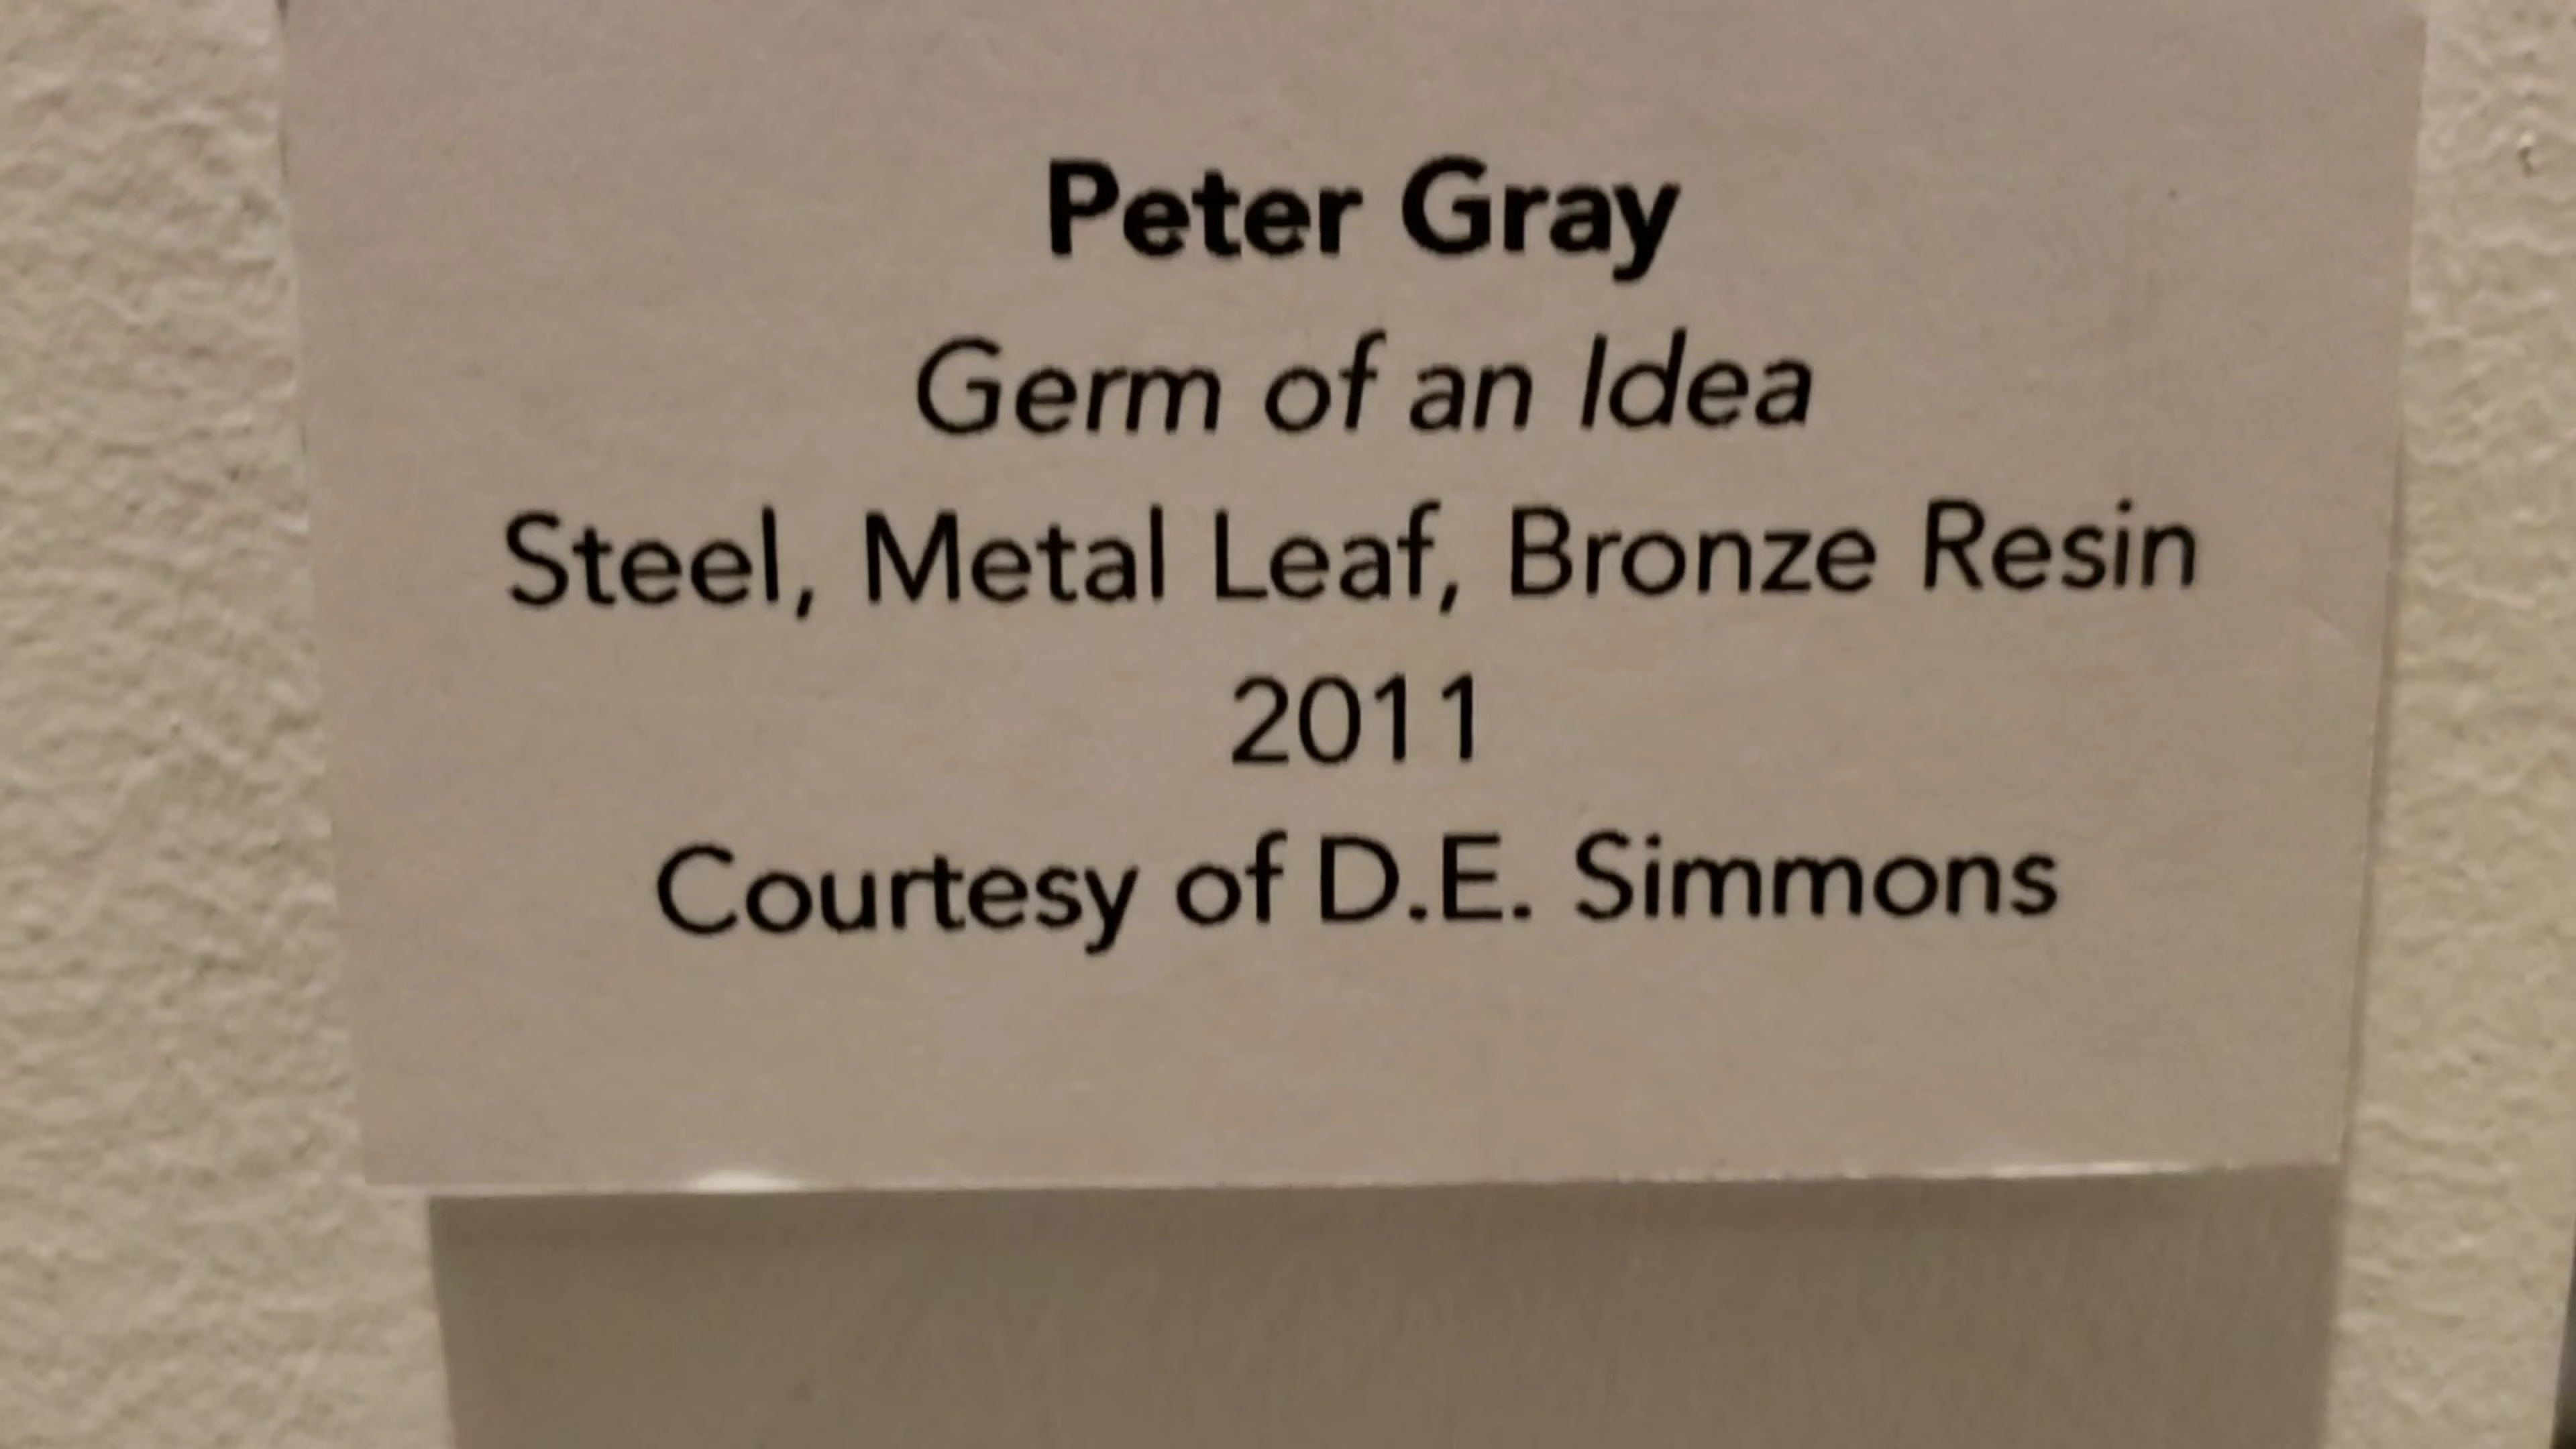 Peter Gray
Germ of an Idea
Steel, Metal Leaf, Bronze Resin
2011
Courtesy of D.E. Simmons